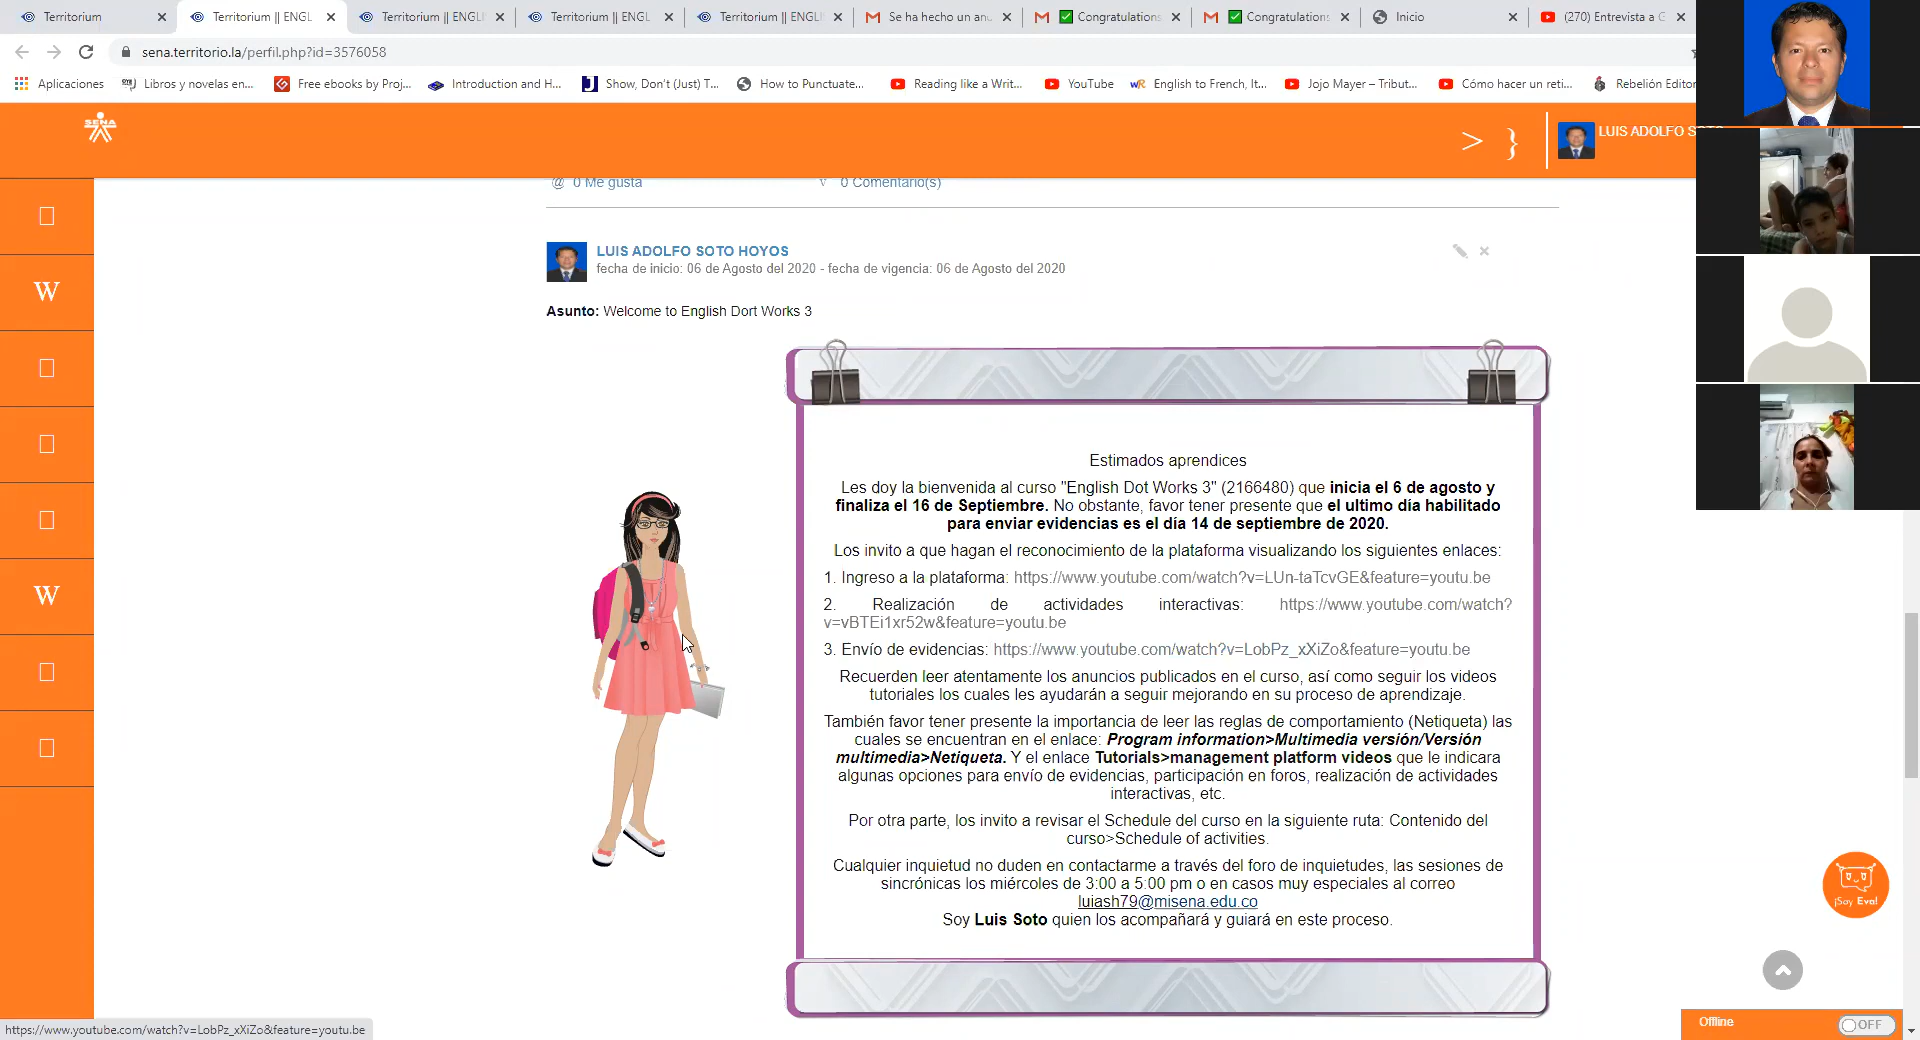 Territorium
Territorium || ENGL
Territorium || ENGLI
Territorium || ENGL
Territorium || ENGLI
Se ha hecho un anu
Congratulations
Congratulations
Inicio
(270) Entrevista a G
sena.territorio.la/perfil.php?id=3576058
Aplicaciones
Libros y novelas en...
Free ebooks by Proj...
Introduction and H...
Show, Don't (Just) T...
How to Punctuate...
Reading like a Writ...
YouTube
English to French, It...
Jojo Mayer – Tribut...
Cómo hacer un reti...
Rebelión Editor
SENA
> }
LUIS ADOLFO SOTO
W
W
@ 0 Me gusta
v 0 Comentario(s)
LUIS ADOLFO SOTO HOYOS
fecha de inicio: 06 de Agosto del 2020 - fecha de vigencia: 06 de Agosto del 2020
Asunto: Welcome to English Dort Works 3
Estimados aprendices
Les doy la bienvenida al curso "English Dot Works 3" (2166480) que inicia el 6 de agosto y
finaliza el 16 de Septiembre. No obstante, favor tener presente que el ultimo día habilitado
para enviar evidencias es el día 14 de septiembre de 2020.
Los invito a que hagan el reconocimiento de la plataforma visualizando los siguientes enlaces:
1. Ingreso a la plataforma: https://www.youtube.com/watch?v=LUn-taTcvGE&feature=youtu.be
2. Realización de actividades interactivas: https://www.youtube.com/watch?
v=vBTEi1xr52w&feature=youtu.be
3. Envío de evidencias: https://www.youtube.com/watch?v=LobPz_xXiZo&feature=youtu.be
Recuerden leer atentamente los anuncios publicados en el curso, así como seguir los videos
tutoriales los cuales les ayudarán a seguir mejorando en su proceso de aprendizaje.
También favor tener presente la importancia de leer las reglas de comportamiento (Netiqueta) las
cuales se encuentran en el enlace: Program information>Multimedia versión/Versión
multimedia>Netiqueta. Y el enlace Tutorials>management platform videos que le indicara
algunas opciones para envío de evidencias, participación en foros, realización de actividades
interactivas, etc.
Por otra parte, los invito a revisar el Schedule del curso en la siguiente ruta: Contenido del
curso>Schedule of activities.
Cualquier inquietud no duden en contactarme a través del foro de inquietudes, las sesiones de
sincrónicas los miércoles de 3:00 a 5:00 pm o en casos muy especiales al correo
luiash79@misena.edu.co
Soy Luis Soto quien los acompañará y guiará en este proceso.
¡Soy Eva!
Offline
OFF
https://www.youtube.com/watch?v=LobPz_xXiZo&feature=youtu.be